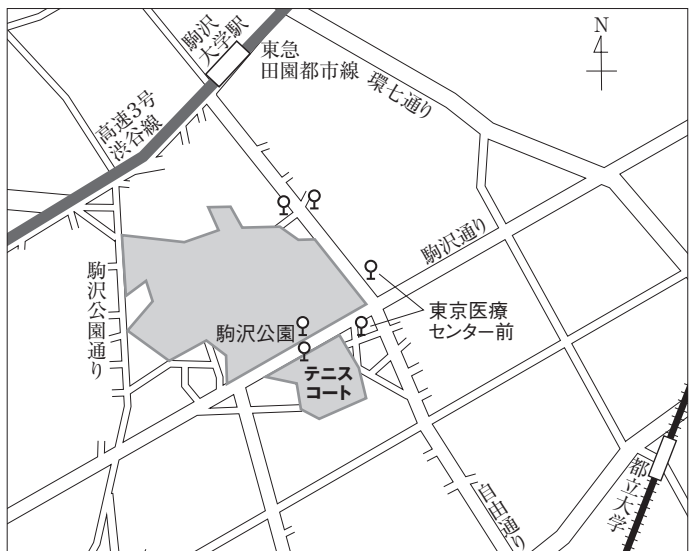 駒沢
大学駅
東急
田園都市線
N
高速3号
渋谷線
環七通り
駒沢通り
駒沢公園通り
駒沢公園
東京医療
センター前
テニス
コート
自由通り
都立大学